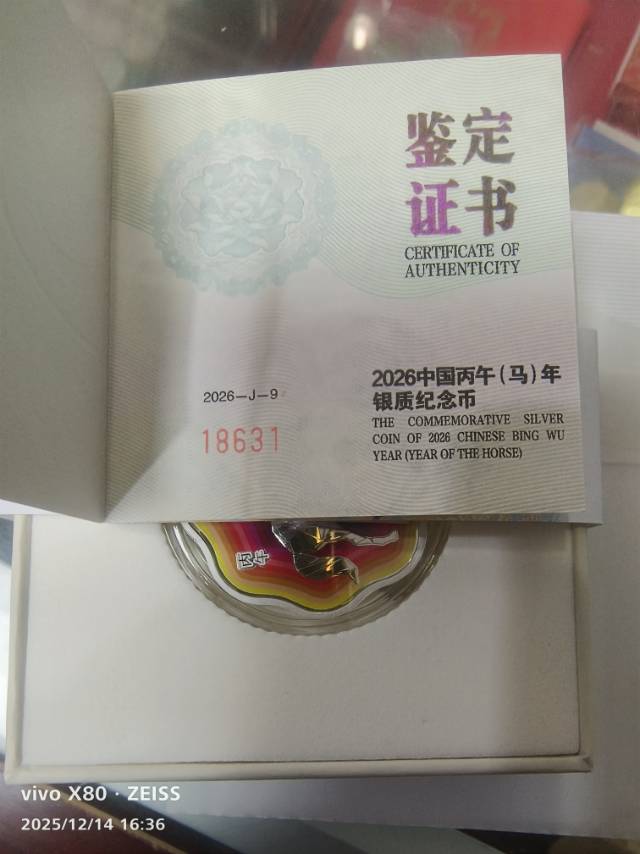 鉴定
证书
CERTIFICATE OF
AUTHENTICITY
2026-J-9
18631
2026中国丙午(马)年
银质纪念币
THE COMMEMORATIVE SILVER
COIN OF 2026 CHINESE BING WU
YEAR (YEAR OF THE HORSE)
丙午
vivo X80 · ZEISS
2025/12/14 16:36